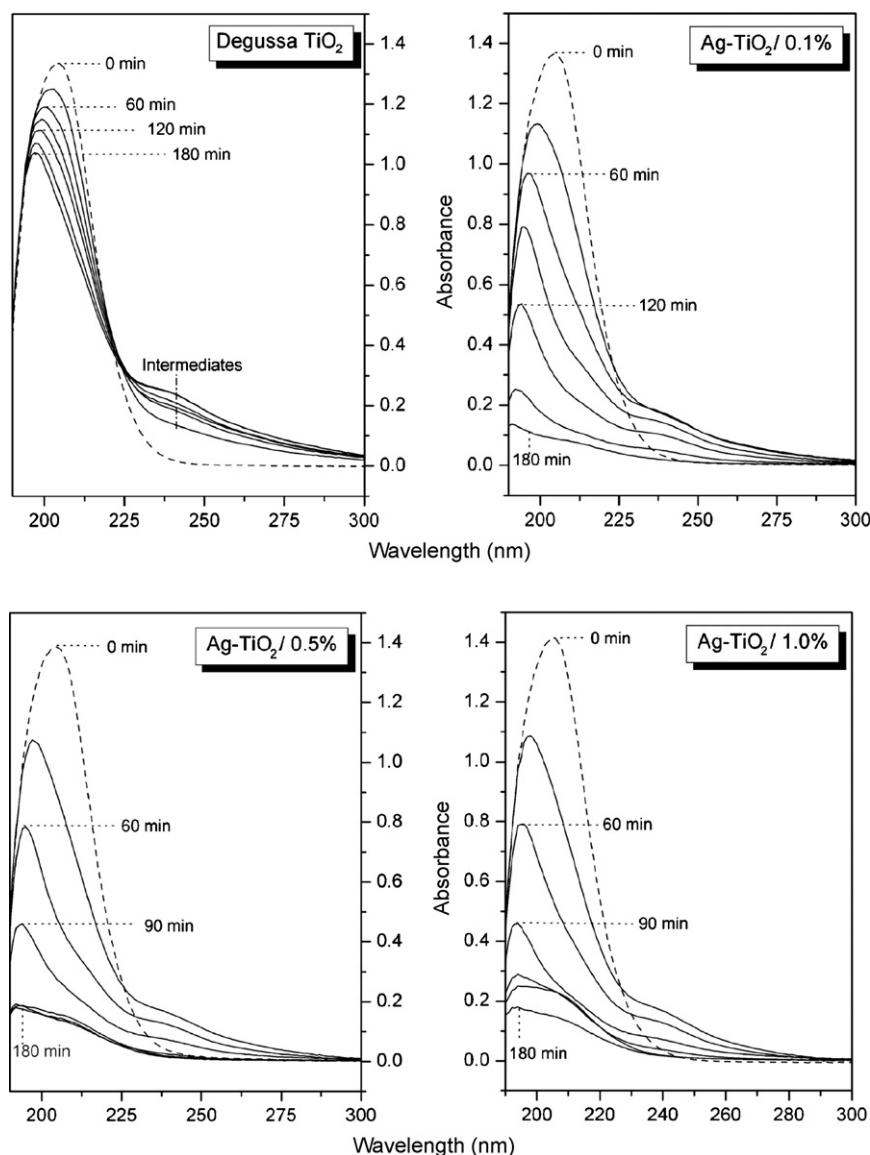 Degussa TiO2
0 min
60 min
120 min
180 min
Intermediates
1.4
1.2
1.0
0.8
0.6
0.4
0.2
0.0
200 225 250 275 300
Ag-TiO2/ 0.1%
0 min
60 min
120 min
180 min
Absorbance
1.4
1.2
1.0
0.8
0.6
0.4
0.2
0.0
200 225 250 275 300
Wavelength (nm)
Ag-TiO2/ 0.5%
0 min
60 min
90 min
180 min
1.4
1.2
1.0
0.8
0.6
0.4
0.2
0.0
200 225 250 275 300
Ag-TiO2/ 1.0%
0 min
60 min
90 min
180 min
Absorbance
1.4
1.2
1.0
0.8
0.6
0.4
0.2
0.0
200 220 240 260 280 300
Wavelength (nm)